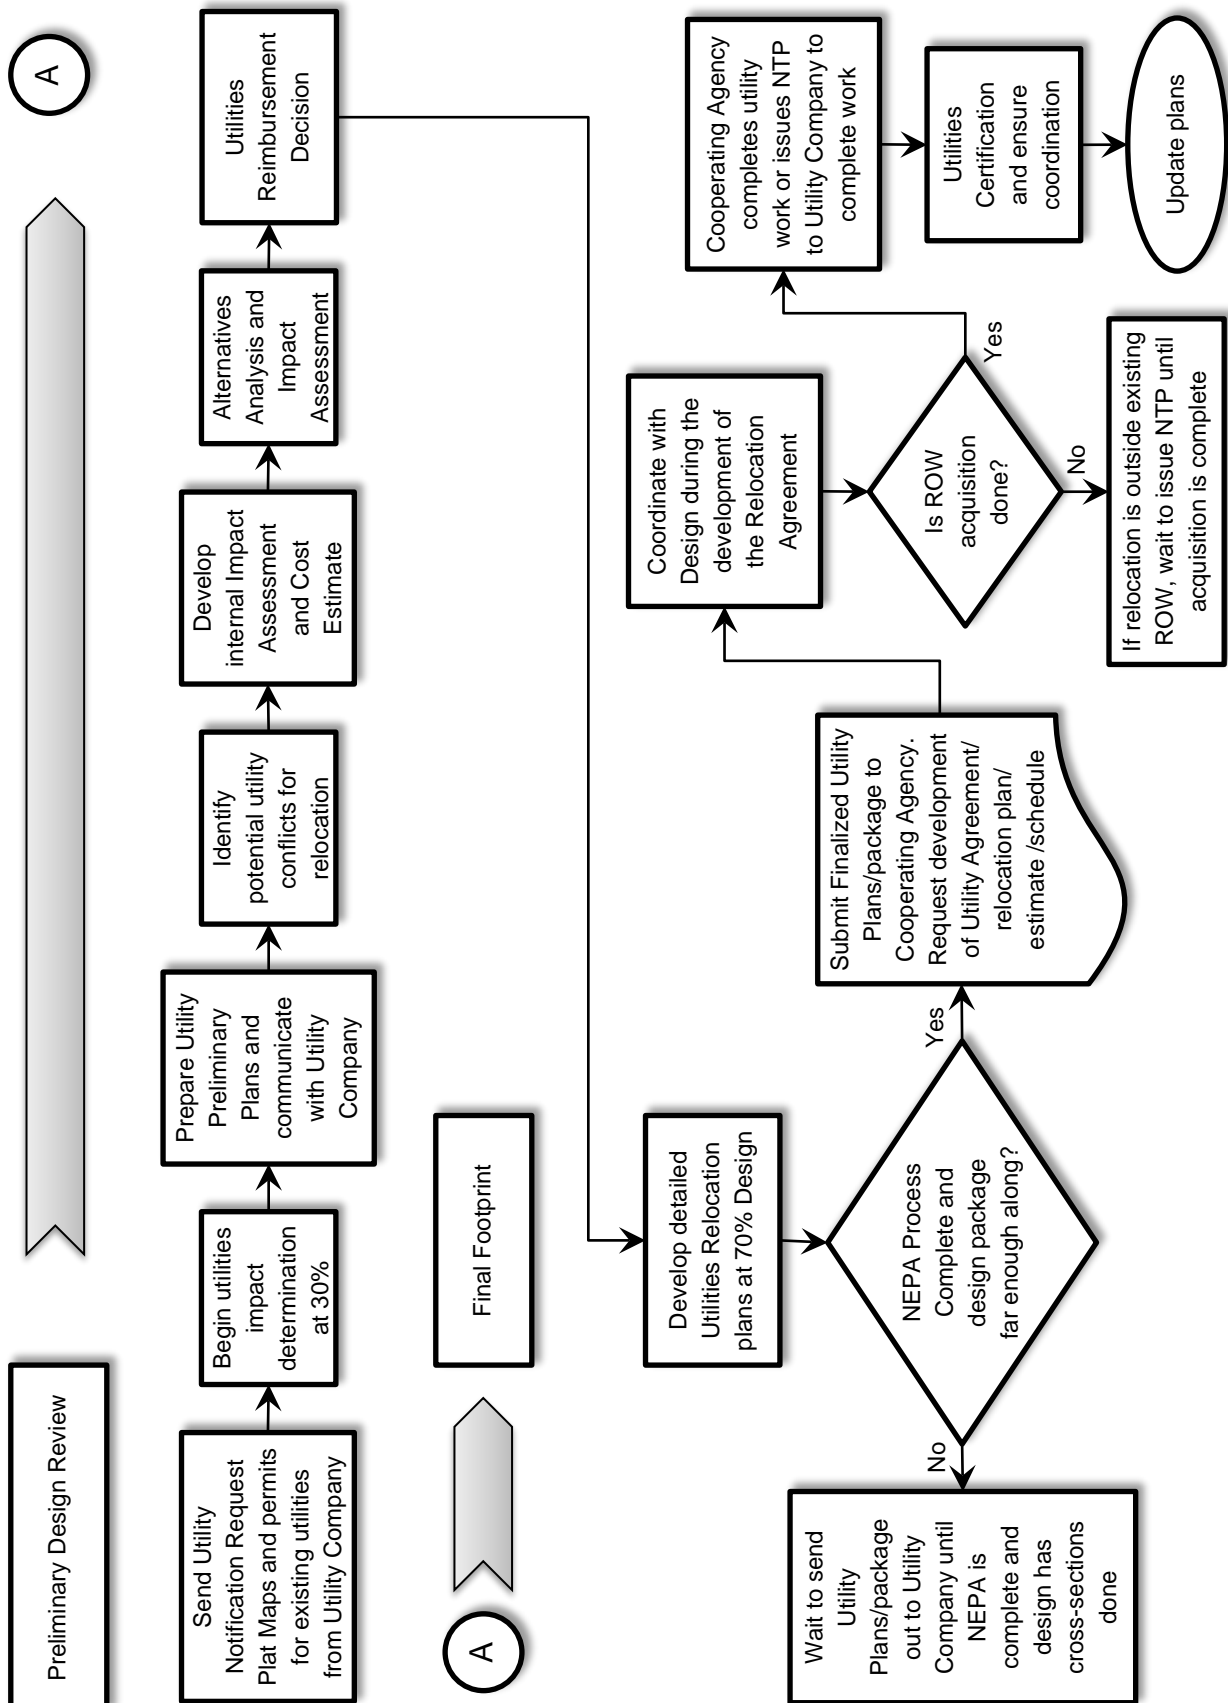 Preliminary Design Review
A
Send Utility
Notification Request
Plat Maps and permits
for existing utilities
from Utility Company
Begin utilities
impact
determination
at 30%
Prepare Utility
Preliminary
Plans and
communicate
with Utility
Company
Identify
potential utility
conflicts for
relocation
Develop
internal Impact
Assessment
and Cost
Estimate
Alternatives
Analysis and
Impact
Assessment
Utilities
Reimbursement
Decision
A
Final Footprint
Develop detailed
Utilities Relocation
plans at 70% Design
NEPA Process
Complete and
design package
far enough along?
No
Wait to send
Utility
Plans/package
out to Utility
Company until
NEPA is
complete and
design has
cross-sections
done
Yes
Submit Finalized Utility
Plans/package to
Cooperating Agency.
Request development
of Utility Agreement/
relocation plan/
estimate /schedule
Coordinate with
Design during the
development of
the Relocation
Agreement
Is ROW
acquisition
done?
No
If relocation is outside existing
ROW, wait to issue NTP until
acquisition is complete
Yes
Cooperating Agency
completes utility
work or issues NTP
to Utility Company to
complete work
Utilities
Certification
and ensure
coordination
Update plans